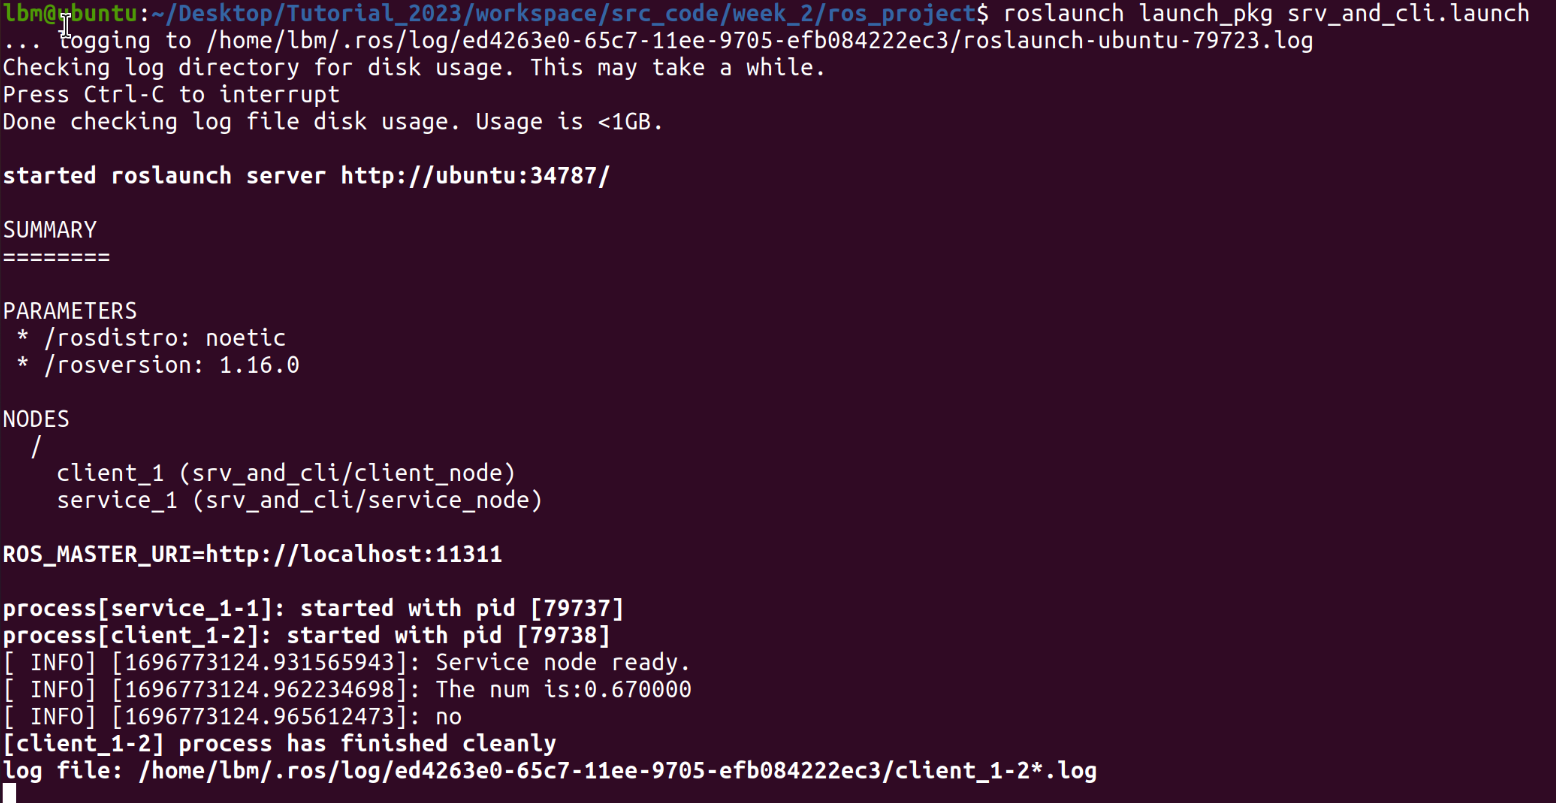 lbm@ubuntu:~/Desktop/Tutorial_2023/workspace/src_code/week_2/ros_project$ roslaunch launch_pkg srv_and_cli.launch
... logging to /home/lbm/.ros/log/ed4263e0-65c7-11ee-9705-efb084222ec3/roslaunch-ubuntu-79723.log
Checking log directory for disk usage. This may take a while.
Press Ctrl-C to interrupt
Done checking log file disk usage. Usage is <1GB.
started roslaunch server http://ubuntu:34787/
SUMMARY
========
PARAMETERS
 * /rosdistro: noetic
 * /rosversion: 1.16.0
NODES
  /
    client_1 (srv_and_cli/client_node)
    service_1 (srv_and_cli/service_node)
ROS_MASTER_URI=http://localhost:11311
process[service_1-1]: started with pid [79737]
process[client_1-2]: started with pid [79738]
[ INFO] [1696773124.931565943]: Service node ready.
[ INFO] [1696773124.962234698]: The num is:0.670000
[ INFO] [1696773124.965612473]: no
[client_1-2] process has finished cleanly
log file: /home/lbm/.ros/log/ed4263e0-65c7-11ee-9705-efb084222ec3/client_1-2*.log